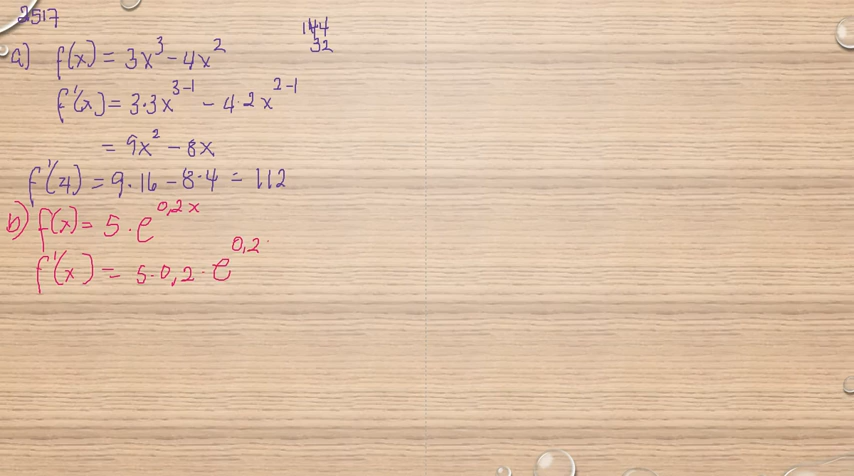 2517
144
32
a) f(x) = 3x³ - 4x²
f'(x) = 3·3x³⁻¹ - 4·2x²⁻¹
= 9x² - 8x
f'(4) = 9·16 - 8·4 = 112
b) f(x) = 5·e^0,2x
f'(x) = 5·0,2·e^0,2